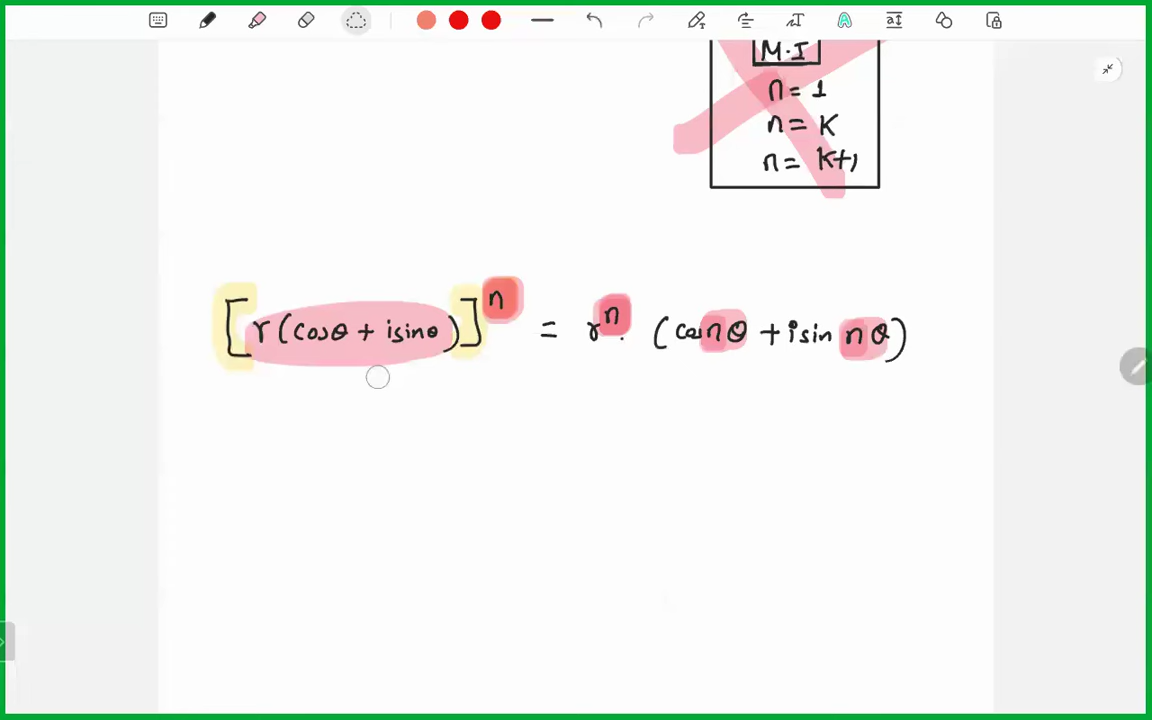 M.I
n = 1
n = K
n = K+1
[r(cosθ + isinθ)]ⁿ = rⁿ (cosnθ + isin nθ)